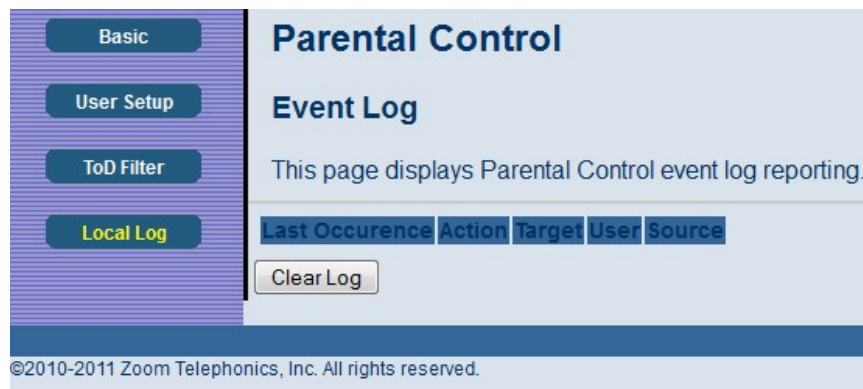 Basic
User Setup
ToD Filter
Local Log
Parental Control
Event Log
This page displays Parental Control event log reporting.
Last Occurence Action Target User Source
Clear Log
©2010-2011 Zoom Telephonics, Inc. All rights reserved.